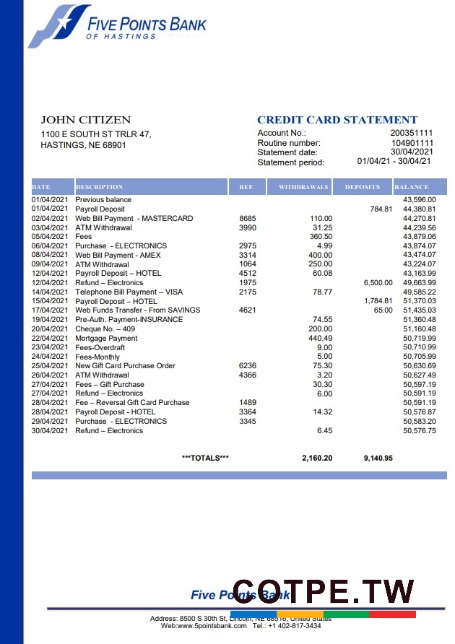 FIVE POINTS BANK
OF HASTINGS
JOHN CITIZEN
1100 E SOUTH ST TRLR 47,
HASTINGS, NE 68901
CREDIT CARD STATEMENT
Account No.: 200351111
Routine number: 104901111
Statement date: 30/04/2021
Statement period: 01/04/21 - 30/04/21
DATE DESCRIPTION REF. WITHDRAWALS DEPOSITS BALANCE
01/04/2021 Previous balance 43,596.00
01/04/2021 Payroll Deposit 784.81 44,380.81
02/04/2021 Web Bill Payment - MASTERCARD 8685 110.00 44,270.81
03/04/2021 ATM Withdrawal 3990 31.25 44,239.56
05/04/2021 Fees 360.50 43,879.06
06/04/2021 Purchase - ELECTRONICS 2975 4.99 43,874.07
08/04/2021 Web Bill Payment - AMEX 3314 400.00 43,474.07
09/04/2021 ATM Withdrawal 1064 250.00 43,224.07
12/04/2021 Payroll Deposit – HOTEL 4512 60.08 43,163.99
12/04/2021 Refund – Electronics 1975 6,500.00 49,663.99
14/04/2021 Telephone Bill Payment – VISA 2175 78.77 49,585.22
15/04/2021 Payroll Deposit – HOTEL 1,784.81 51,370.03
17/04/2021 Web Funds Transfer - From SAVINGS 4621 65.00 51,435.03
19/04/2021 Pre-Auth. Payment-INSURANCE 74.55 51,360.48
20/04/2021 Cheque No. – 409 200.00 51,160.48
22/04/2021 Mortgage Payment 440.49 50,719.99
23/04/2021 Fees-Overdraft 9.00 50,710.99
24/04/2021 Fees-Monthly 5.00 50,705.99
25/04/2021 New Gift Card Purchase Order 6236 75.30 50,630.69
26/04/2021 ATM Withdrawal 4366 3.20 50,627.49
27/04/2021 Fees – Gift Purchase 30.30 50,597.19
27/04/2021 Refund – Electronics 6.00 50,591.19
28/04/2021 Fee – Reversal Gift Card Purchase 1489 50,591.19
28/04/2021 Payroll Deposit - HOTEL 3364 14.32 50,576.87
29/04/2021 Purchase - ELECTRONICS 3345 50,583.20
30/04/2021 Refund – Electronics 6.45 50,576.75
***TOTALS*** 2,160.20 9,140.95
Five Points Bank
COTPE.TW
Address: 8500 S 30th St, Lincoln, NE 68516, United States
Web:www.5pointsbank.com Tel.: +1 402-817-3434